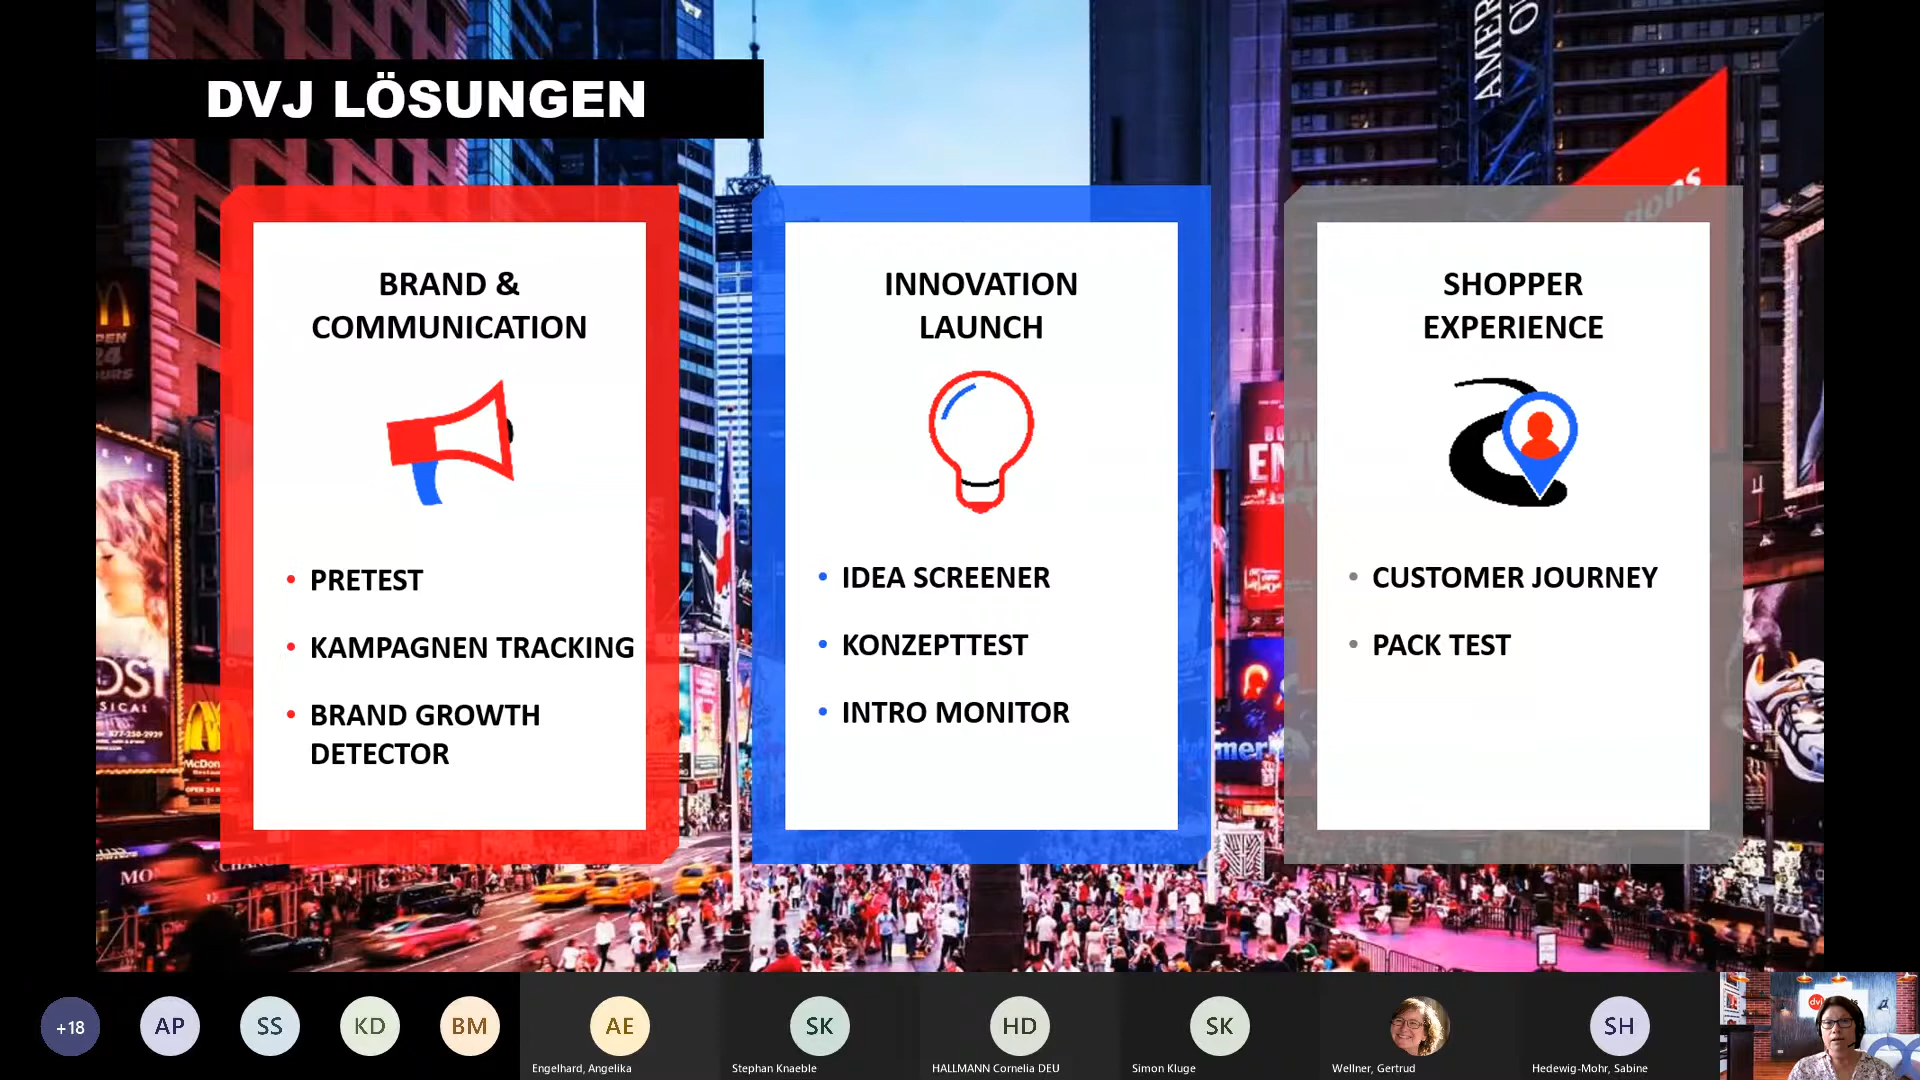 DVJ LÖSUNGEN
BRAND &
COMMUNICATION
• PRETEST
• KAMPAGNEN TRACKING
• BRAND GROWTH
DETECTOR
INNOVATION
LAUNCH
• IDEA SCREENER
• KONZEPTTEST
• INTRO MONITOR
SHOPPER
EXPERIENCE
• CUSTOMER JOURNEY
• PACK TEST
+18
AP
SS
KD
BM
AE
Engelhard, Angelika
SK
Stephan Knaeble
HD
HALLMANN Cornelia DEU
SK
Simon Kluge
Wellner, Gertrud
SH
Hedewig-Mohr, Sabine